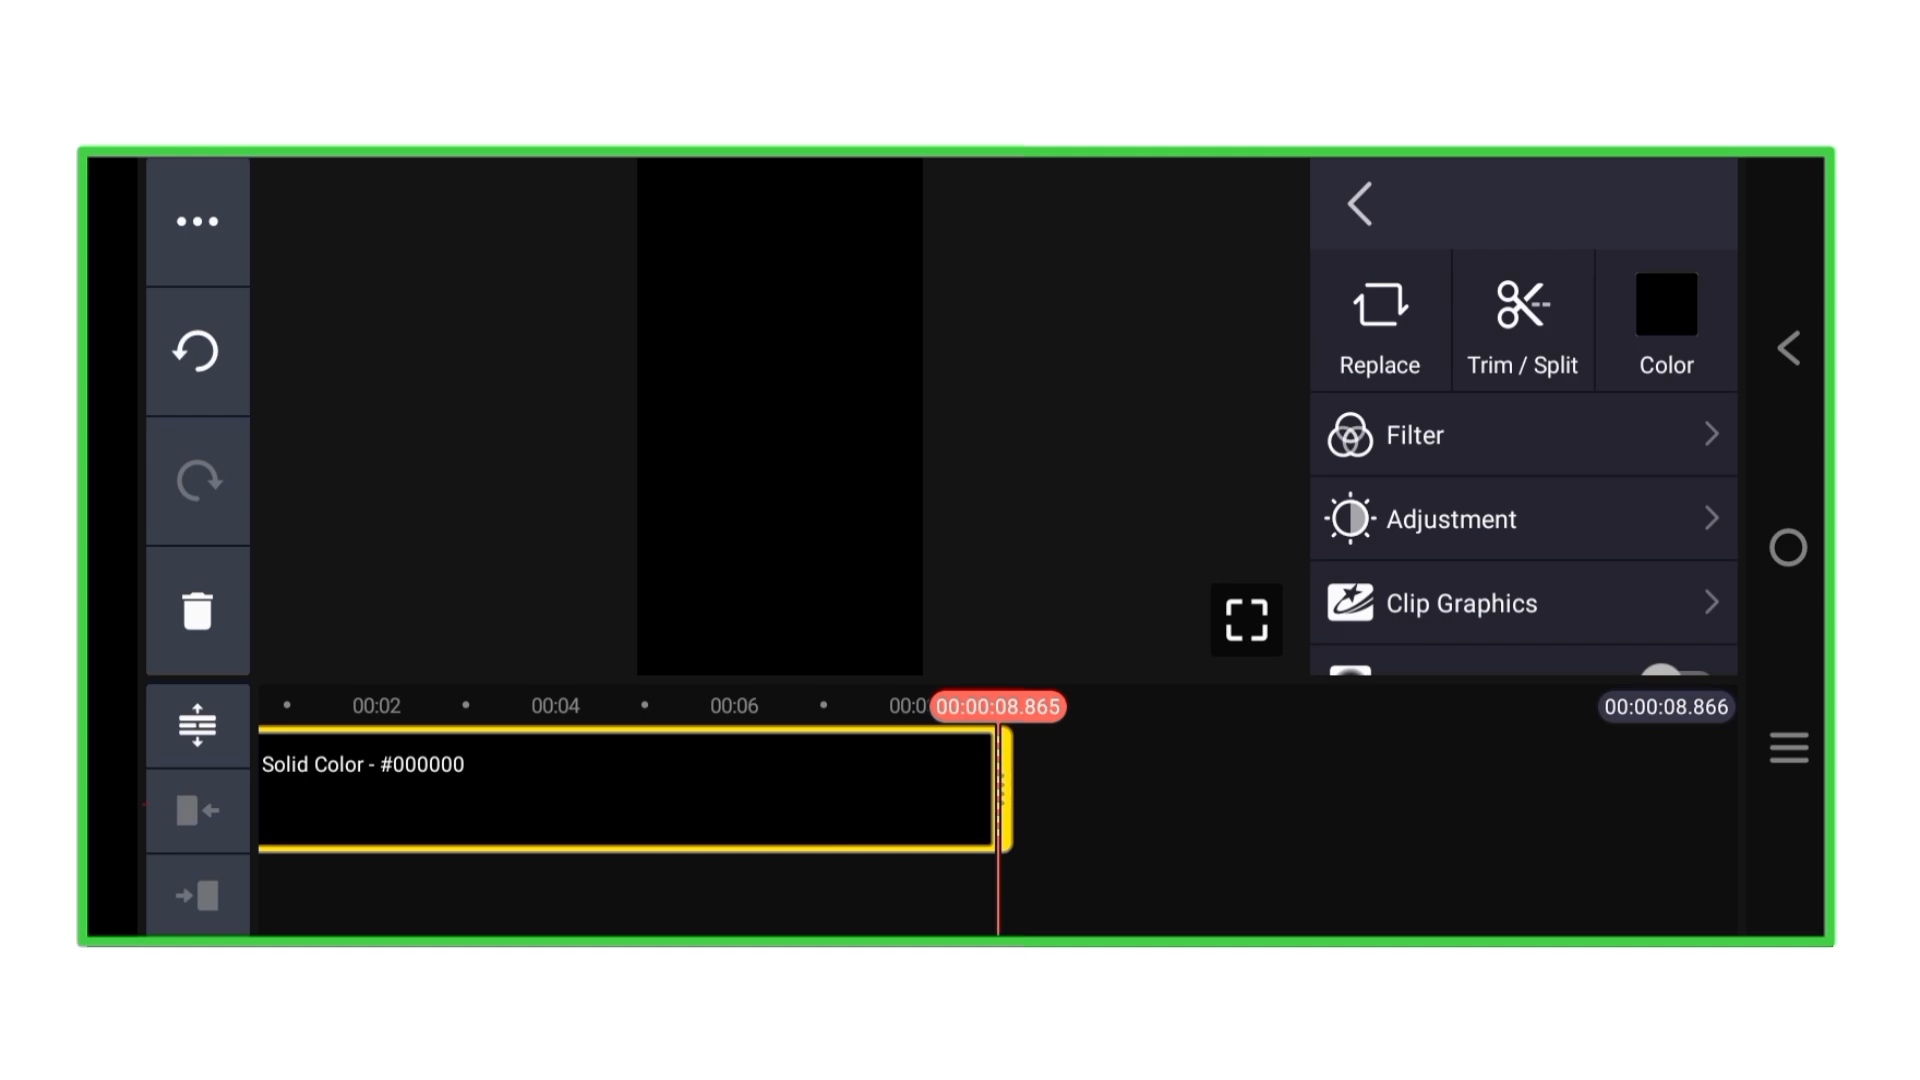 Replace
Trim / Split
Color
Filter
Adjustment
Clip Graphics
00:02
00:04
00:06
00:0
00:00:08.865
00:00:08.866
Solid Color - #000000